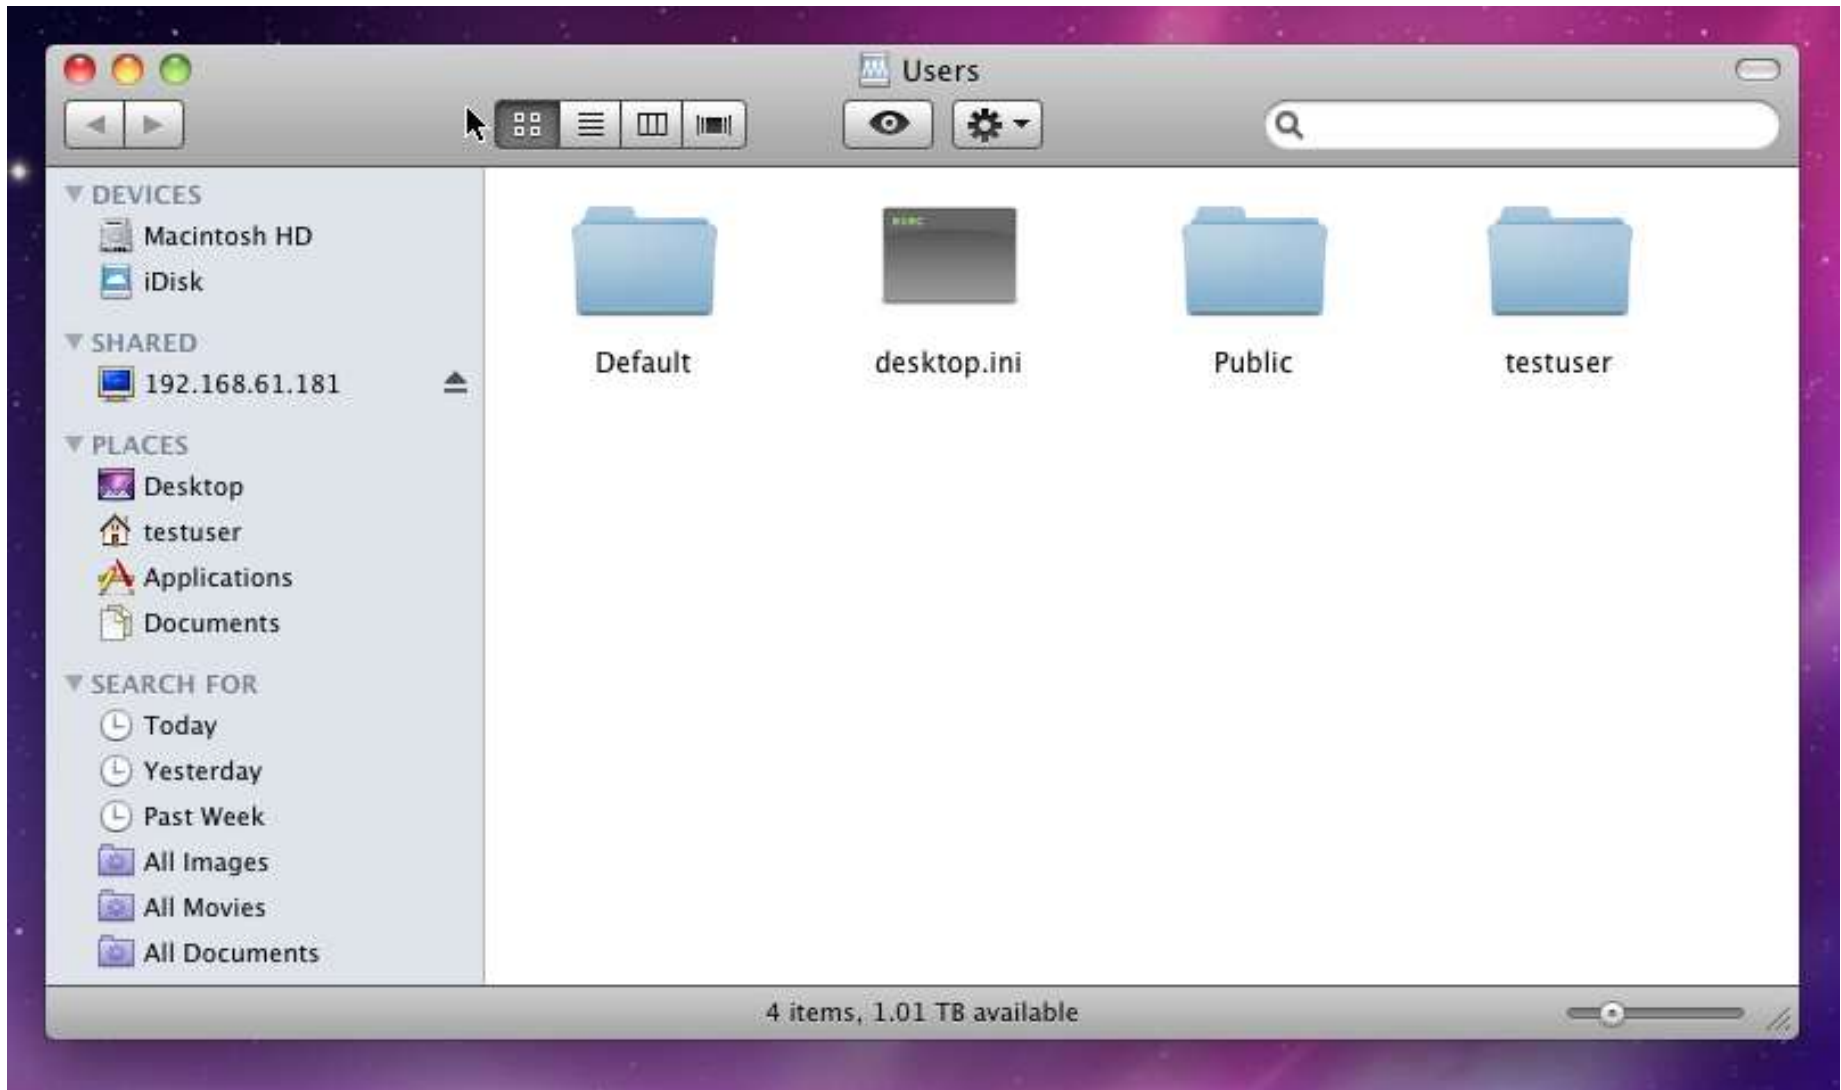 Users
DEVICES
Macintosh HD
iDisk
SHARED
192.168.61.181
PLACES
Desktop
testuser
Applications
Documents
SEARCH FOR
Today
Yesterday
Past Week
All Images
All Movies
All Documents
Default
desktop.ini
Public
testuser
4 items, 1.01 TB available